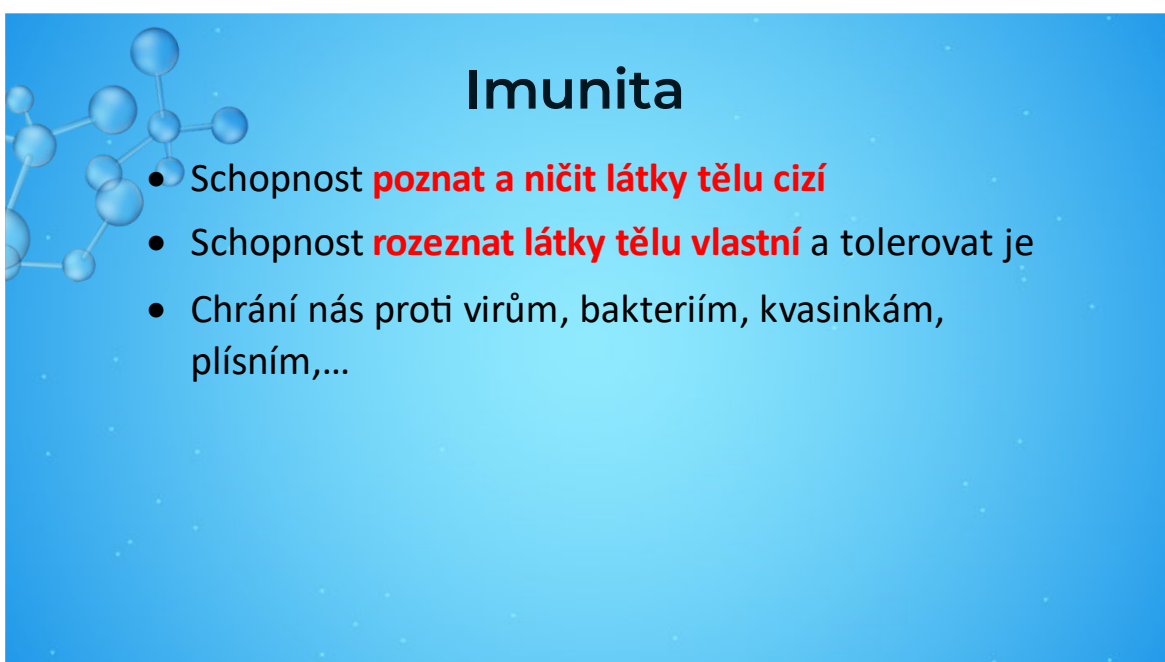 Imunita
• Schopnost poznat a ničit látky tělu cizí
• Schopnost rozeznat látky tělu vlastní a tolerovat je
• Chrání nás proti virům, bakteriím, kvasinkám,
plísním,...